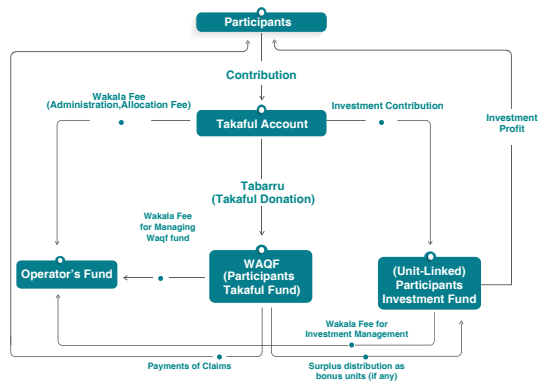 Participants
Contribution
Wakala Fee
(Administration,Allocation Fee)
Investment Contribution
Investment
Profit
Takaful Account
Tabarru
(Takaful Donation)
Wakala Fee
for Managing
Waqf fund
Operator's Fund
WAQF
(Participants
Takaful Fund)
(Unit-Linked)
Participants
Investment Fund
Wakala Fee for
Investment Management
Payments of Claims
Surplus distribution as
bonus units (if any)